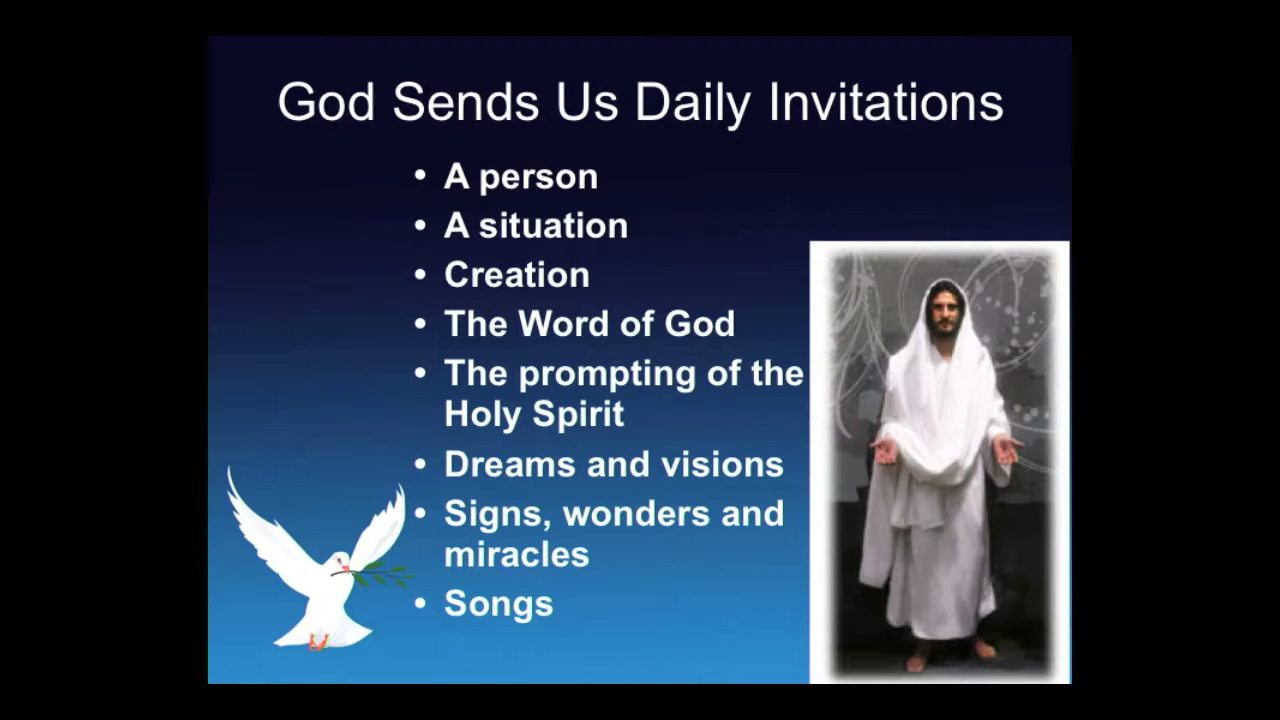 God Sends Us Daily Invitations
• A person
• A situation
• Creation
• The Word of God
• The prompting of the
Holy Spirit
• Dreams and visions
• Signs, wonders and
miracles
• Songs